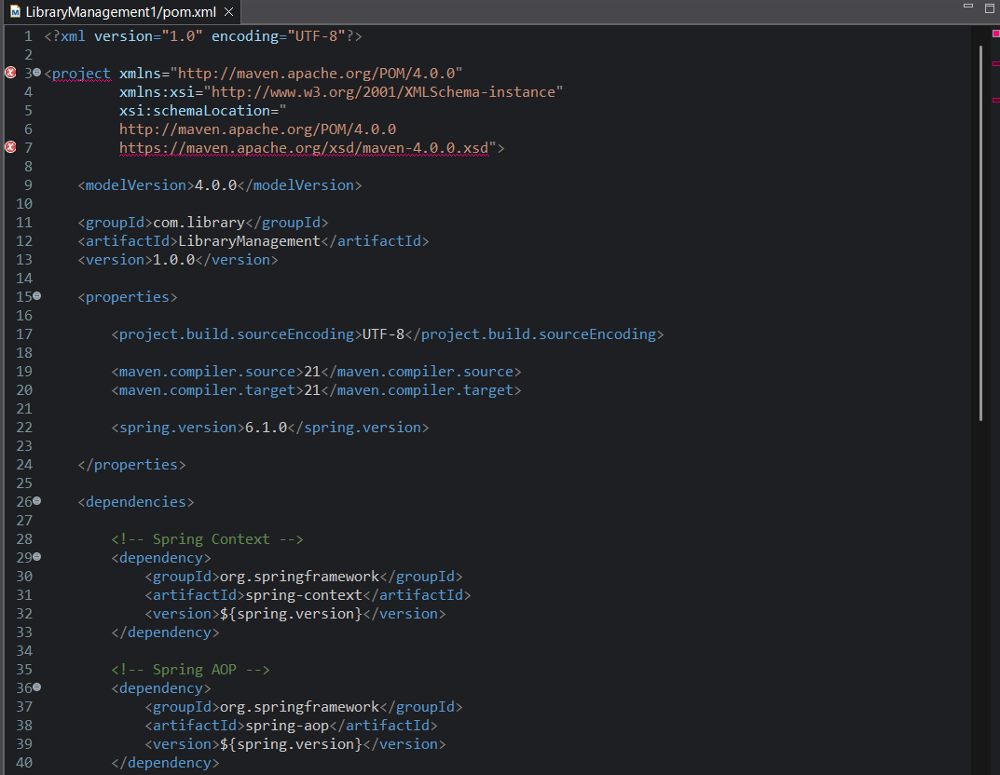 LibraryManagement1/pom.xml
1 <?xml version="1.0" encoding="UTF-8"?>
2
3 <project xmlns="http://maven.apache.org/POM/4.0.0"
4         xmlns:xsi="http://www.w3.org/2001/XMLSchema-instance"
5         xsi:schemaLocation="
6         http://maven.apache.org/POM/4.0.0
7         https://maven.apache.org/xsd/maven-4.0.0.xsd">
8
9     <modelVersion>4.0.0</modelVersion>
10
11     <groupId>com.library</groupId>
12     <artifactId>LibraryManagement</artifactId>
13     <version>1.0.0</version>
14
15     <properties>
16
17         <project.build.sourceEncoding>UTF-8</project.build.sourceEncoding>
18
19         <maven.compiler.source>21</maven.compiler.source>
20         <maven.compiler.target>21</maven.compiler.target>
21
22         <spring.version>6.1.0</spring.version>
23
24     </properties>
25
26     <dependencies>
27
28         <!-- Spring Context -->
29         <dependency>
30             <groupId>org.springframework</groupId>
31             <artifactId>spring-context</artifactId>
32             <version>${spring.version}</version>
33         </dependency>
34
35         <!-- Spring AOP -->
36         <dependency>
37             <groupId>org.springframework</groupId>
38             <artifactId>spring-aop</artifactId>
39             <version>${spring.version}</version>
40         </dependency>